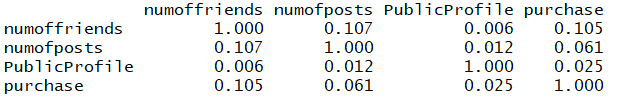 numoffriends numofposts PublicProfile purchase
numoffriends 1.000 0.107 0.006 0.105
numofposts 0.107 1.000 0.012 0.061
PublicProfile 0.006 0.012 1.000 0.025
purchase 0.105 0.061 0.025 1.000